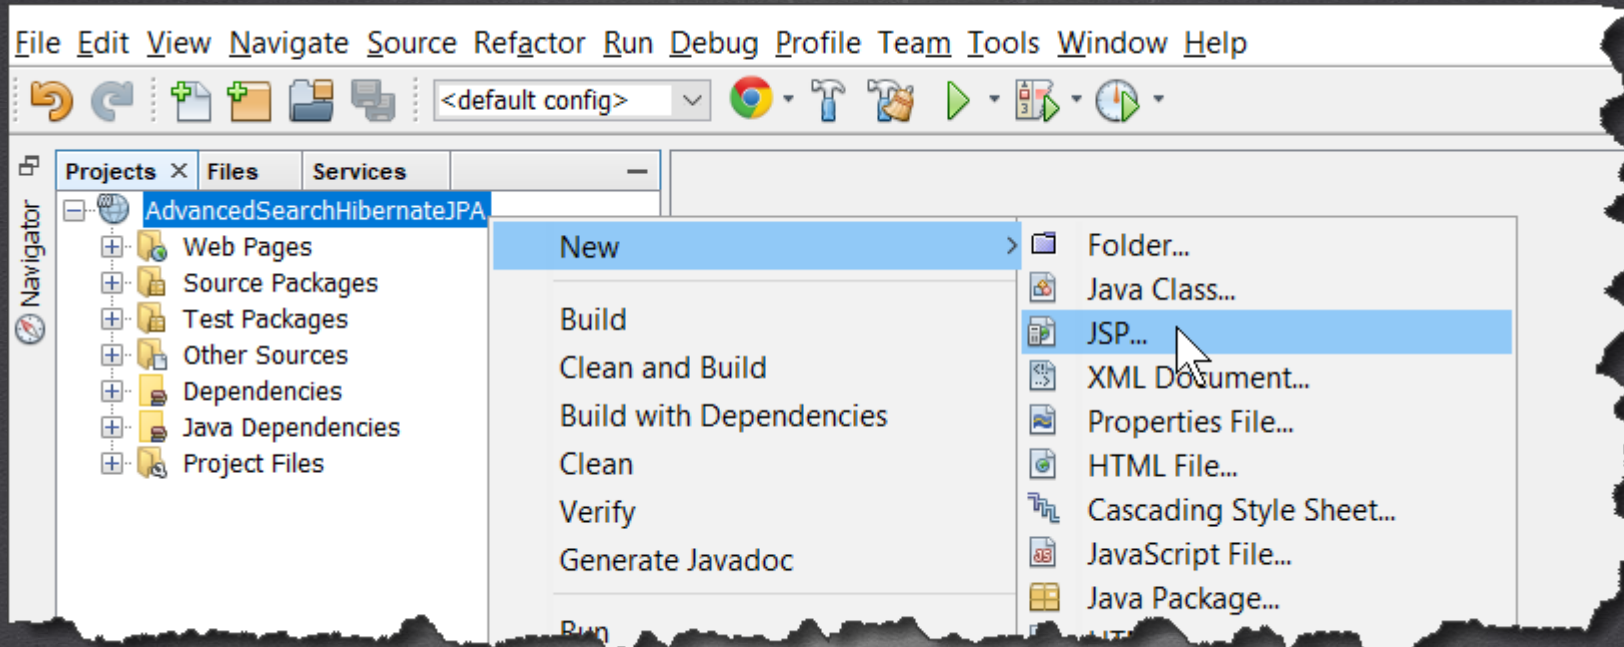 File Edit View Navigate Source Refactor Run Debug Profile Team Tools Window Help
<default config>
Projects Files Services
Navigator
AdvancedSearchHibernateJPA
Web Pages
Source Packages
Test Packages
Other Sources
Dependencies
Java Dependencies
Project Files
New
Build
Clean and Build
Build with Dependencies
Clean
Verify
Generate Javadoc
Run
Folder...
Java Class...
JSP...
XML Document...
Properties File...
HTML File...
Cascading Style Sheet...
JavaScript File...
Java Package...